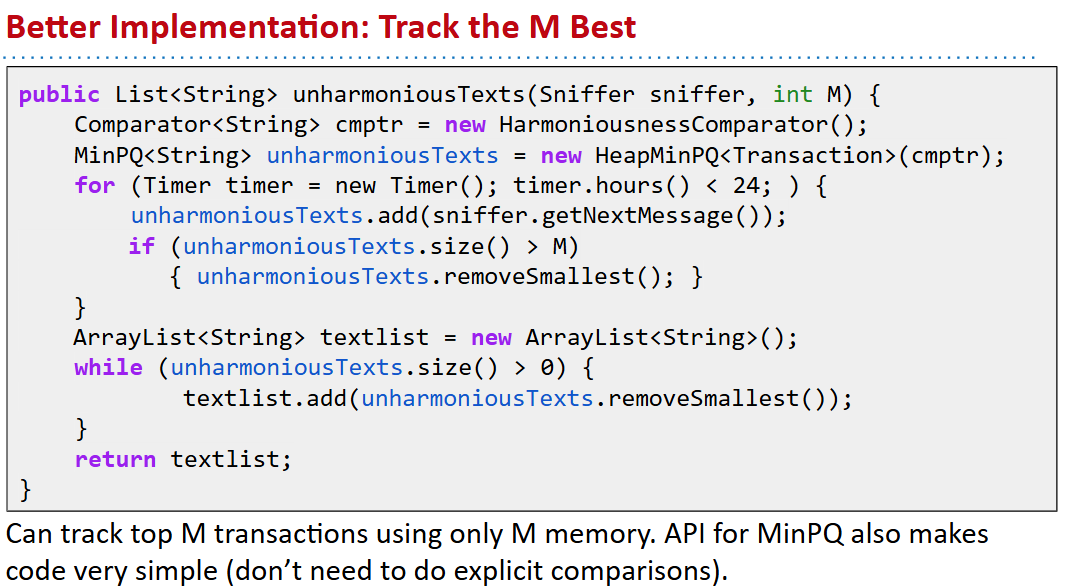 Better Implementation: Track the M Best
public List<String> unharmoniousTexts(Sniffer sniffer, int M) {
    Comparator<String> cmptr = new HarmoniousnessComparator();
    MinPQ<String> unharmoniousTexts = new HeapMinPQ<Transaction>(cmptr);
    for (Timer timer = new Timer(); timer.hours() < 24; ) {
        unharmoniousTexts.add(sniffer.getNextMessage());
        if (unharmoniousTexts.size() > M)
           { unharmoniousTexts.removeSmallest(); }
    }
    ArrayList<String> textlist = new ArrayList<String>();
    while (unharmoniousTexts.size() > 0) {
            textlist.add(unharmoniousTexts.removeSmallest());
    }
    return textlist;
}
Can track top M transactions using only M memory. API for MinPQ also makes
code very simple (don’t need to do explicit comparisons).